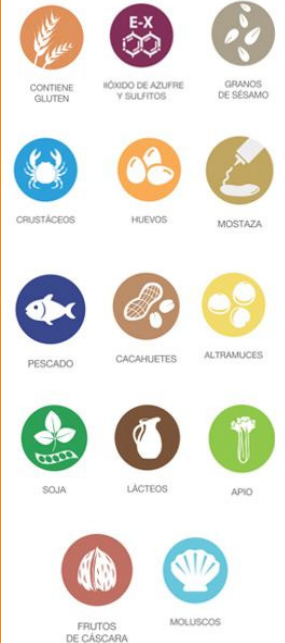 E-X
CONTIENE
GLUTEN
IÓXIDO DE AZUFRE
Y SULFITOS
GRANOS
DE SÉSAMO
CRUSTÁCEOS
HUEVOS
MOSTAZA
PESCADO
CACAHUETES
ALTRAMUCES
SOJA
LÁCTEOS
APIO
FRUTOS
DE CÁSCARA
MOLUSCOS